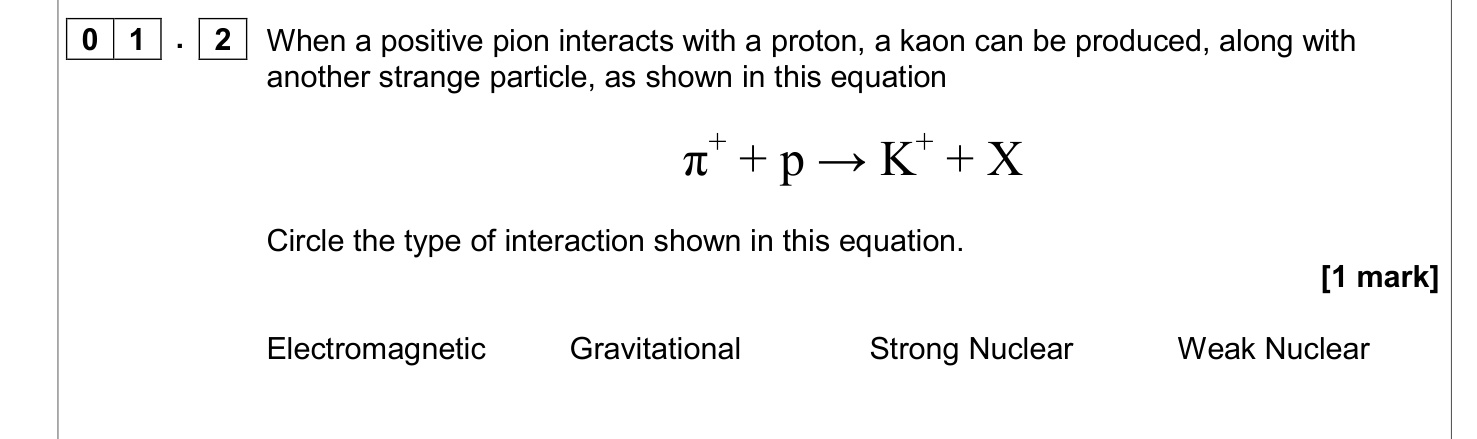 0 1 . 2 When a positive pion interacts with a proton, a kaon can be produced, along with
another strange particle, as shown in this equation
π⁺ + p → K⁺ + X
Circle the type of interaction shown in this equation.
[1 mark]
Electromagnetic Gravitational Strong Nuclear Weak Nuclear